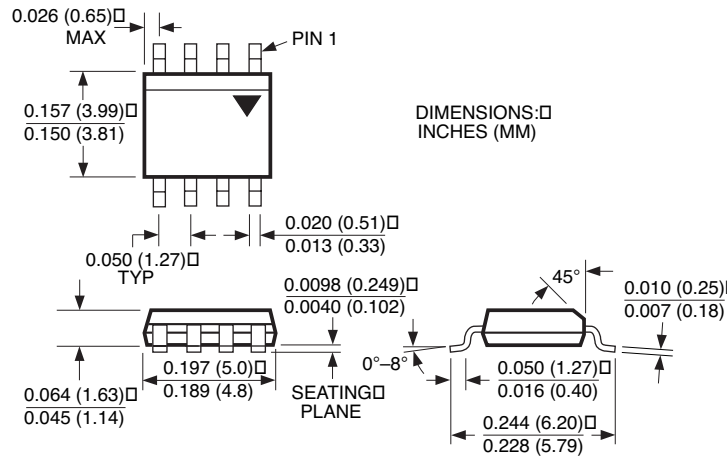 0.026 (0.65)□
MAX
PIN 1
0.157 (3.99)□
0.150 (3.81)
DIMENSIONS:□
INCHES (MM)
0.020 (0.51)□
0.013 (0.33)
0.050 (1.27)□
TYP
0.0098 (0.249)□
0.0040 (0.102)
45°
0.010 (0.25)□
0.007 (0.18)
0°–8°
0.064 (1.63)□
0.045 (1.14)
0.197 (5.0)□
0.189 (4.8)
SEATING□
PLANE
0.050 (1.27)□
0.016 (0.40)
0.244 (6.20)□
0.228 (5.79)